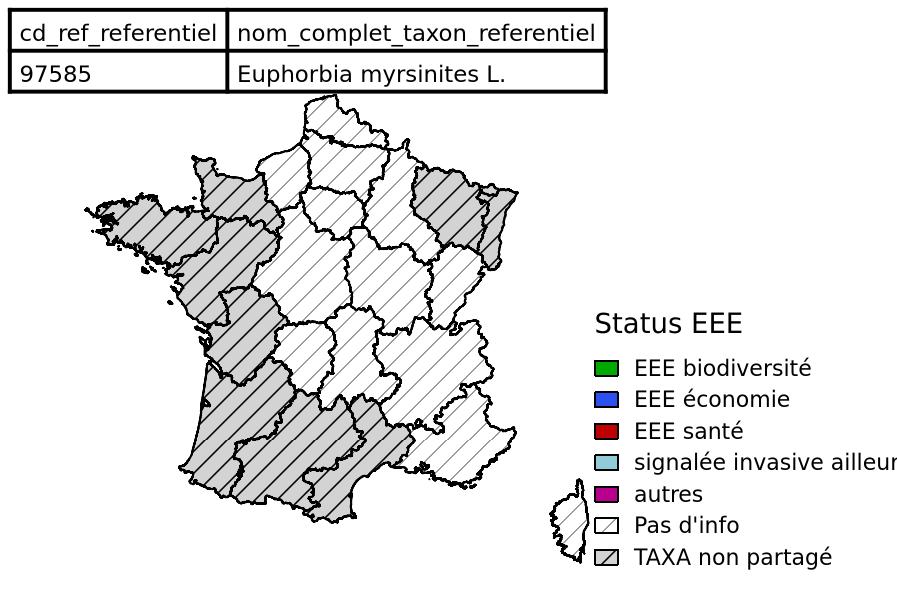 cd_ref_referentiel nom_complet_taxon_referentiel
97585 Euphorbia myrsinites L.
Status EEE
EEE biodiversité
EEE économie
EEE santé
signalée invasive ailleur
autres
Pas d'info
TAXA non partagé